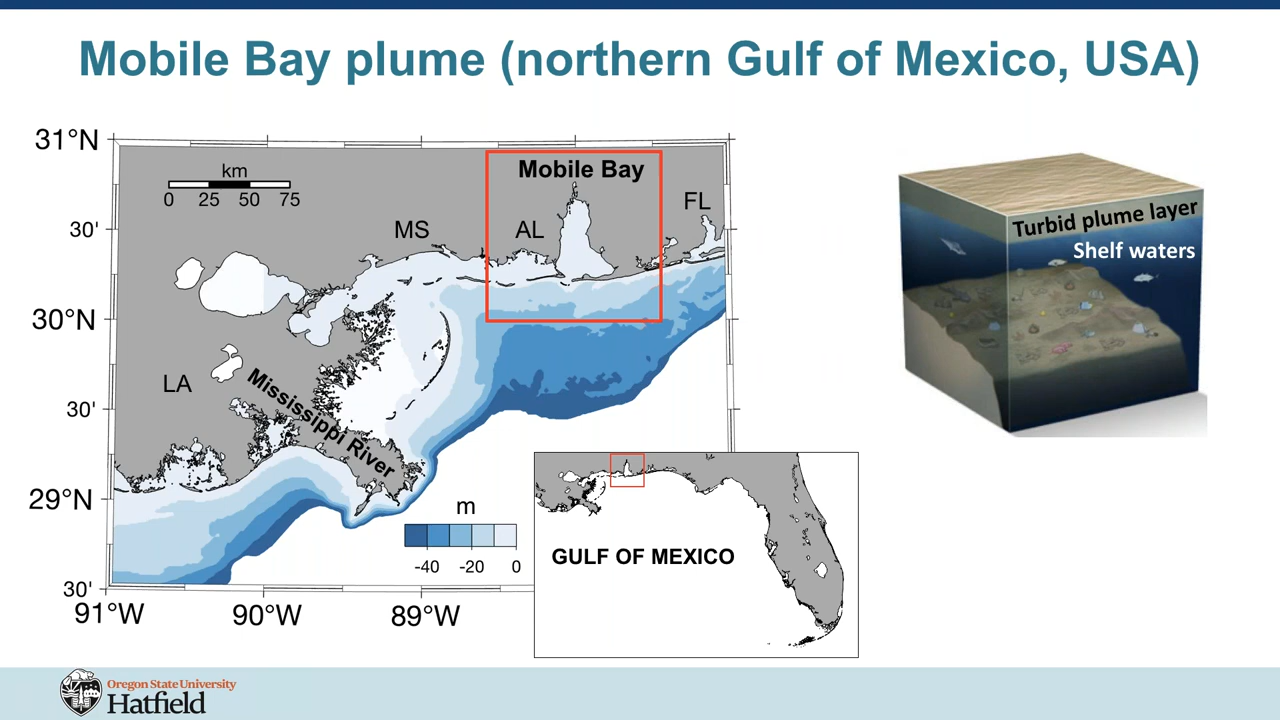 Mobile Bay plume (northern Gulf of Mexico, USA)
31°N
30'
30°N
30'
29°N
30'
91°W
90°W
89°W
km
0 25 50 75
Mobile Bay
MS
AL
FL
LA
Mississippi River
m
-40 -20 0
GULF OF MEXICO
Turbid plume layer
Shelf waters
Oregon State University
Hatfield